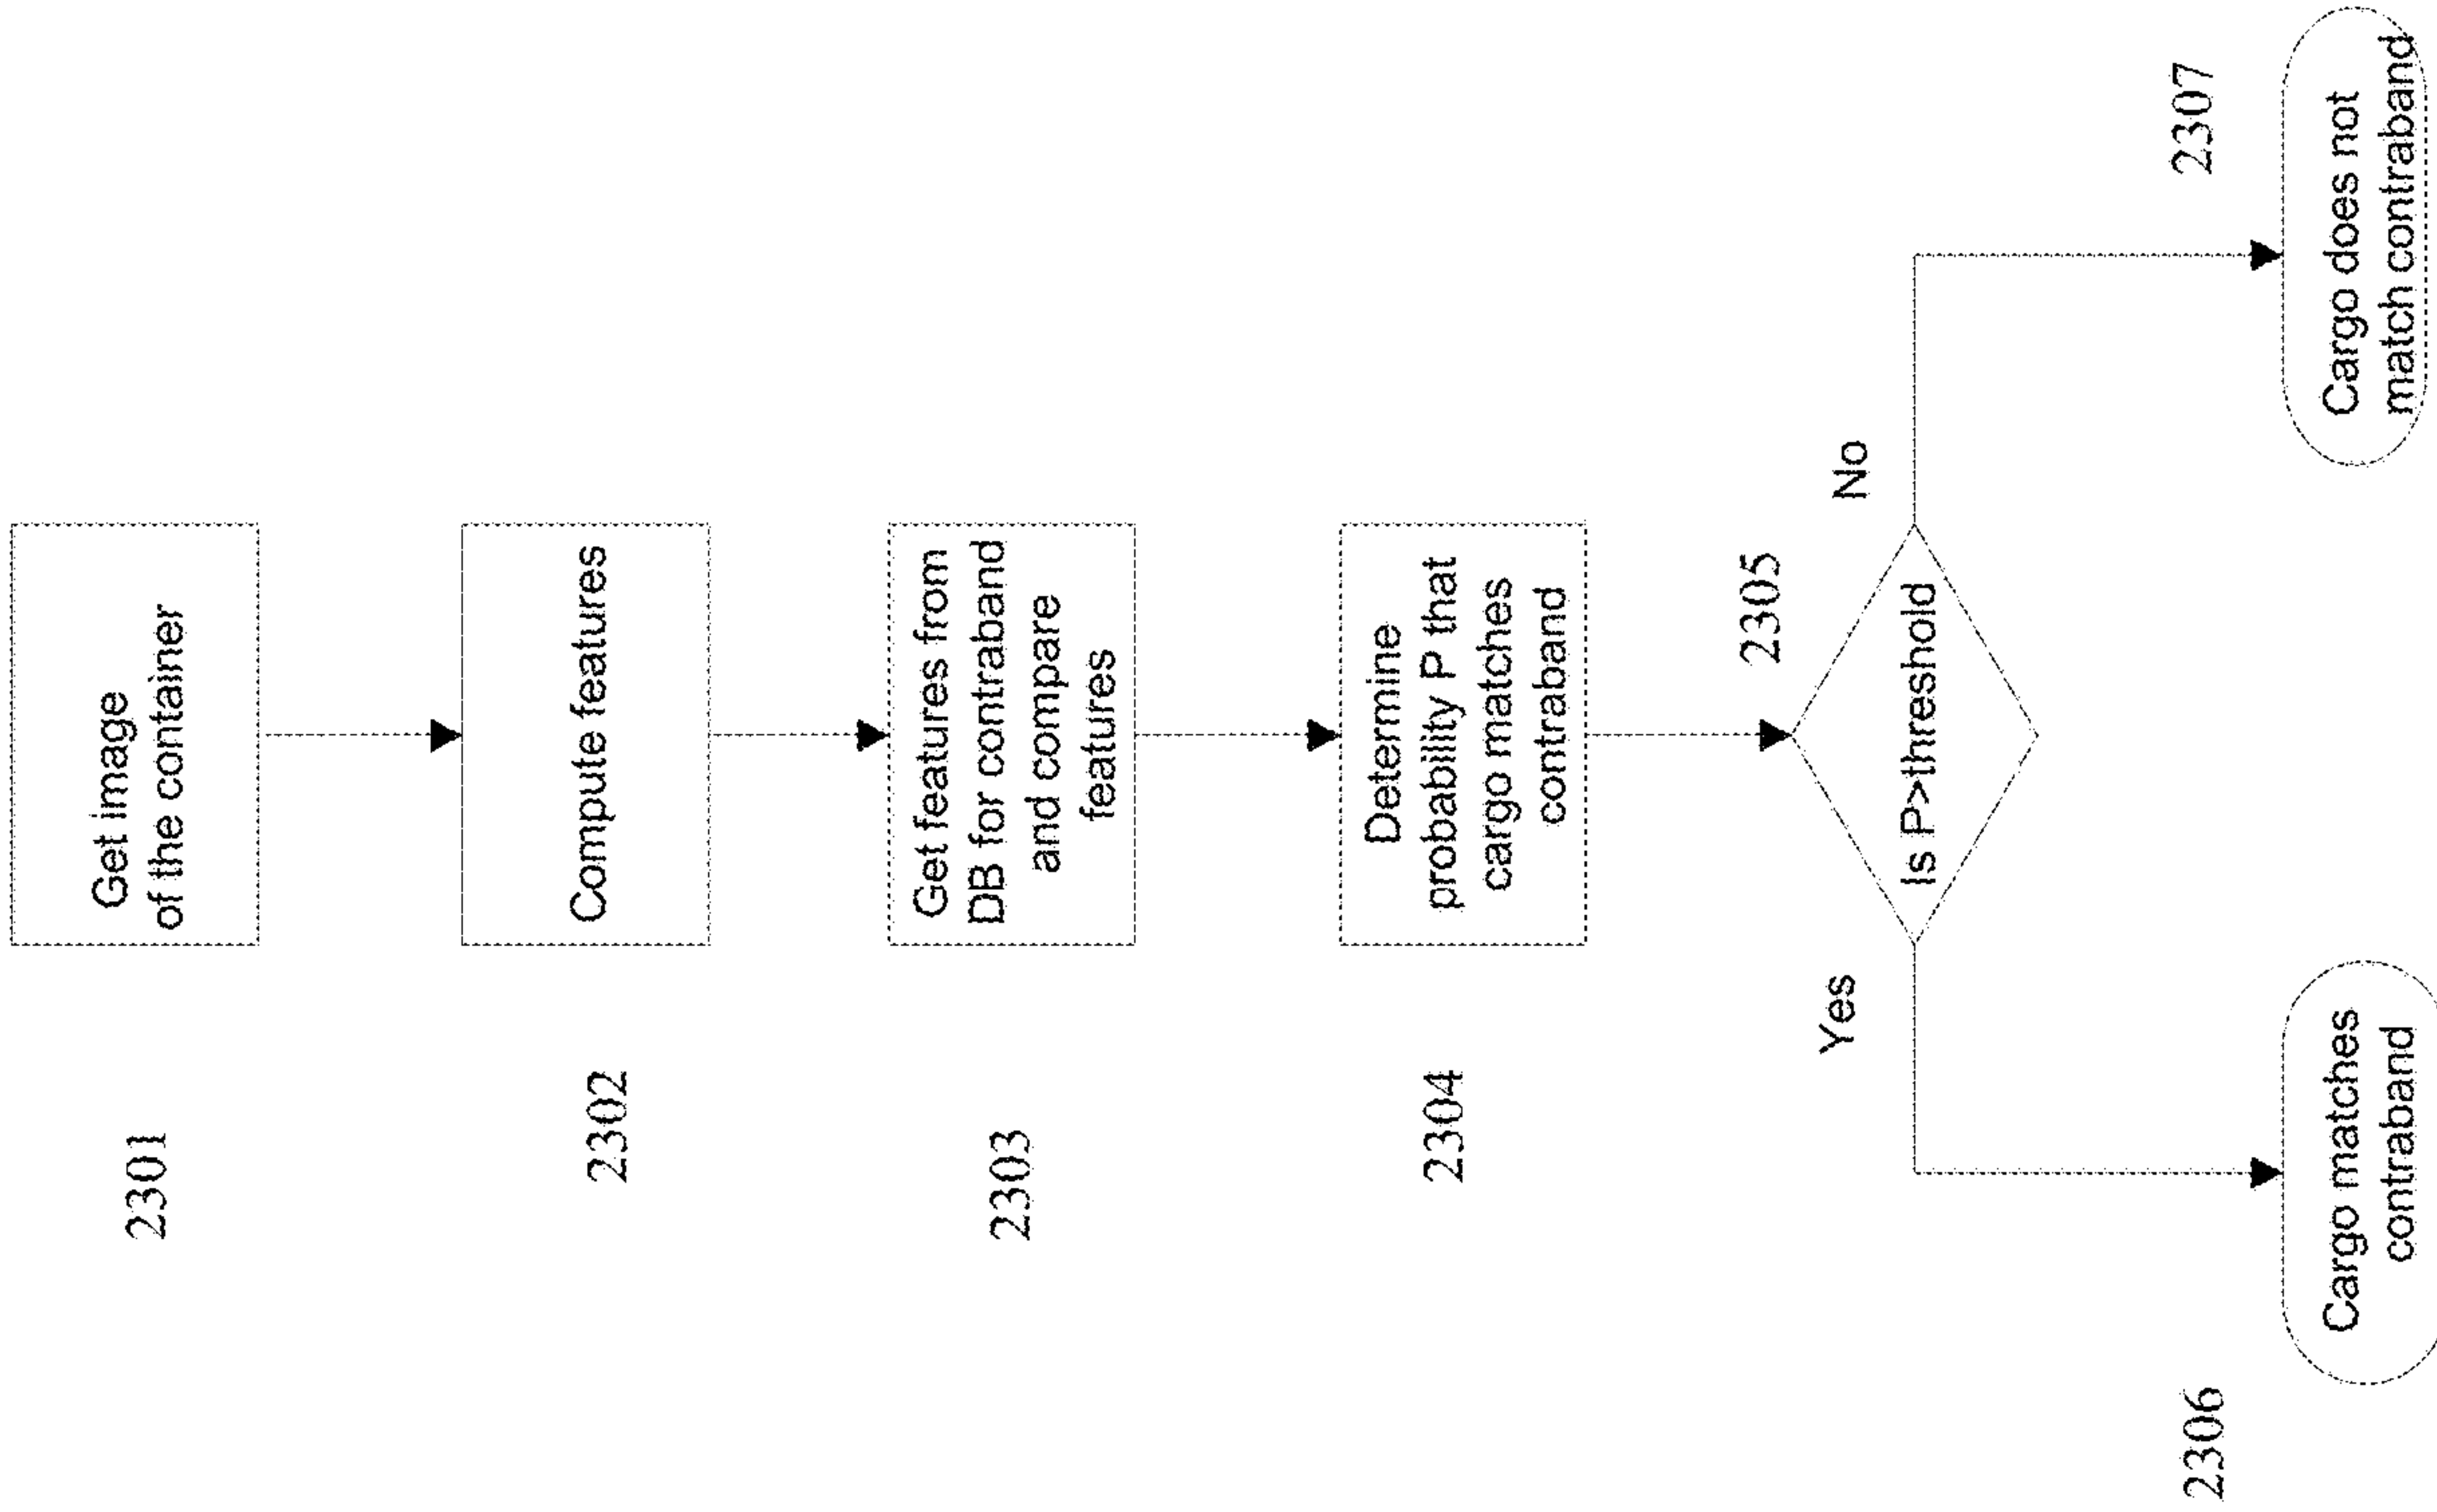 2301
Get image
of the container
2302
Compute features
2303
Get features from
DB for contraband
and compare
features
2304
Determine
probability P that
cargo matches
contraband
2305
Is P>threshold
Yes
No
2306
Cargo matches
contraband
2307
Cargo does not
match contraband